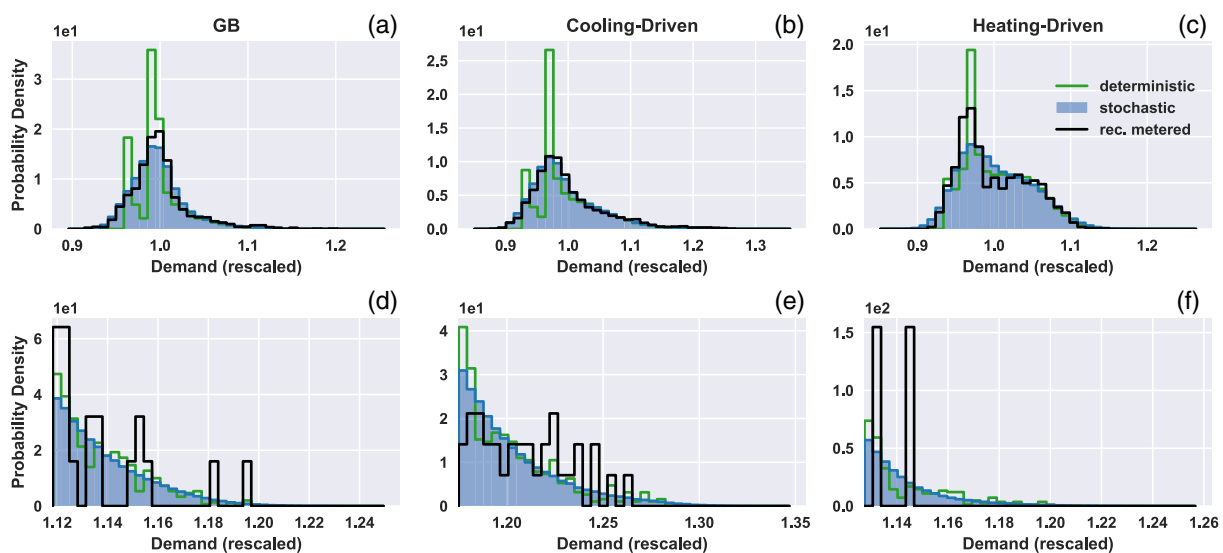 GB (a) Cooling-Driven (b) Heating-Driven (c)
1e1 1e1 1e1
Probability Density
3
2
1
0
0.9 1.0 1.1 1.2
Demand (rescaled)
2.5
2.0
1.5
1.0
0.5
0.0
0.9 1.0 1.1 1.2 1.3
Demand (rescaled)
2.0
1.5
1.0
0.5
0.0
deterministic
stochastic
rec. metered
0.9 1.0 1.1 1.2
Demand (rescaled)
(d) (e) (f)
1e1 1e1 1e2
Probability Density
6
4
2
0
1.12 1.14 1.16 1.18 1.20 1.22 1.24
Demand (rescaled)
4
3
2
1
0
1.20 1.25 1.30 1.35
Demand (rescaled)
1.5
1.0
0.5
0.0
1.14 1.16 1.18 1.20 1.22 1.24 1.26
Demand (rescaled)